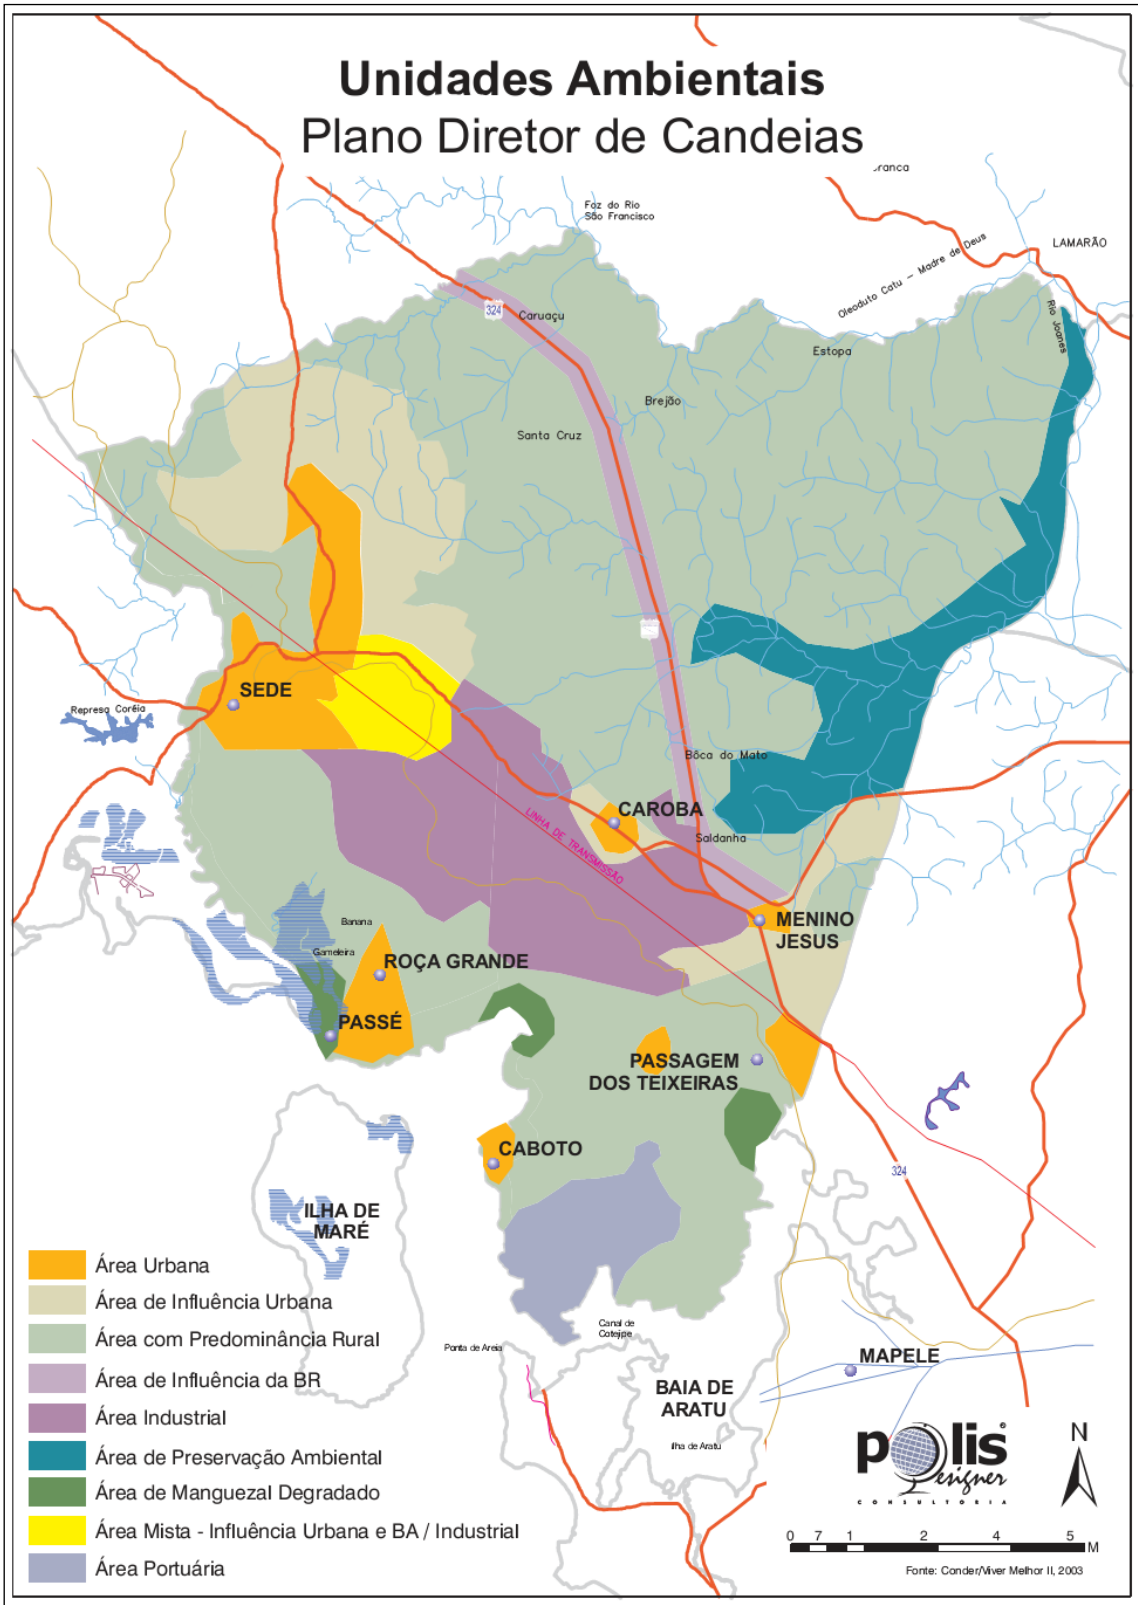 Unidades Ambientais
Plano Diretor de Candeias
ranca
Foz do Rio
São Francisco
LAMARÃO
Oleoduto Catu - Madre de Deus
Rio Joanes
324
Caruaçu
Estopa
Brejão
Santa Cruz
SEDE
Represa Coréia
Bôca do Mato
CAROBA
LINHA DE TRANSMISSÃO
Saldanha
MENINO
JESUS
Banana
Gameleira
ROÇA GRANDE
PASSÉ
PASSAGEM
DOS TEIXEIRAS
CABOTO
324
ILHA DE
MARÉ
Área Urbana
Área de Influência Urbana
Área com Predominância Rural
Área de Influência da BR
Área Industrial
Área de Preservação Ambiental
Área de Manguezal Degradado
Área Mista - Influência Urbana e BA / Industrial
Área Portuária
Canal de
Cotejipe
Ponta de Areia
MAPELE
BAIA DE
ARATU
Ilha de Aratu
polis
Designer
CONSULTORIA
N
0 7 1 2 4 5 M
Fonte: Conder/Viver Melhor II, 2003